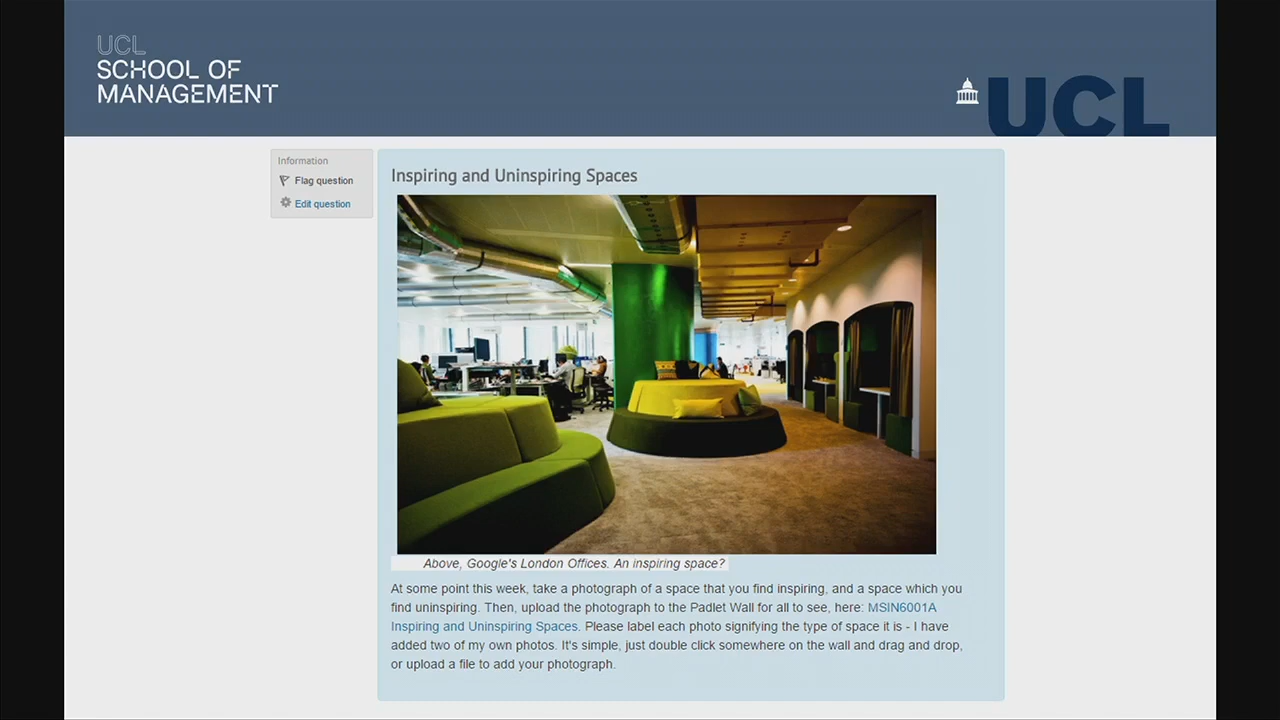 UCL
SCHOOL OF
MANAGEMENT
UCL
Information
Flag question
Edit question
Inspiring and Uninspiring Spaces
Above, Google's London Offices. An inspiring space?
At some point this week, take a photograph of a space that you find inspiring, and a space which you
find uninspiring. Then, upload the photograph to the Padlet Wall for all to see, here: MSIN6001A
Inspiring and Uninspiring Spaces. Please label each photo signifying the type of space it is - I have
added two of my own photos. It's simple, just double click somewhere on the wall and drag and drop,
or upload a file to add your photograph.